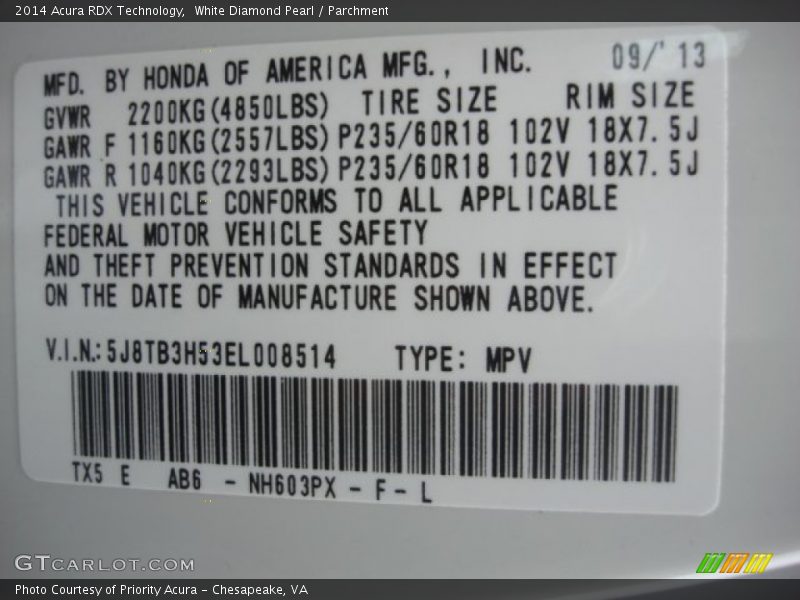 2014 Acura RDX Technology,  White Diamond Pearl / Parchment
MFD. BY HONDA OF AMERICA MFG., INC. 09/'13
GVWR 2200KG(4850LBS) TIRE SIZE RIM SIZE
GAWR F 1160KG(2557LBS) P235/60R18 102V 18X7.5J
GAWR R 1040KG(2293LBS) P235/60R18 102V 18X7.5J
THIS VEHICLE CONFORMS TO ALL APPLICABLE
FEDERAL MOTOR VEHICLE SAFETY
AND THEFT PREVENTION STANDARDS IN EFFECT
ON THE DATE OF MANUFACTURE SHOWN ABOVE.
V.I.N.:5J8TB3H53EL008514 TYPE: MPV
TX5 E AB6 - NH603PX - F - L
GTCARLOT.COM
Photo Courtesy of Priority Acura - Chesapeake, VA